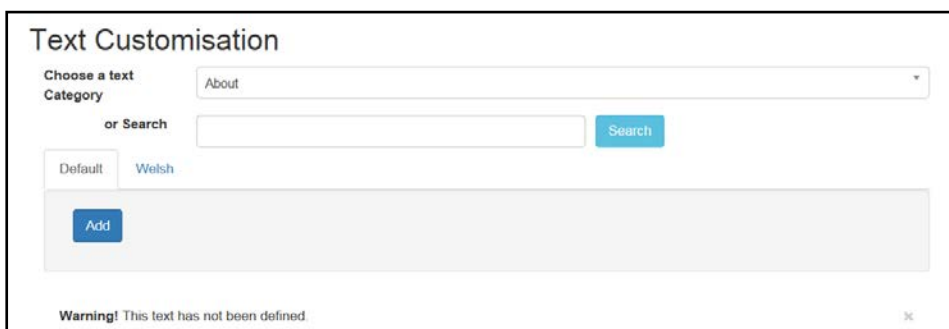 Text Customisation
Choose a text
Category
About
or Search
Search
Default Welsh
Add
Warning! This text has not been defined